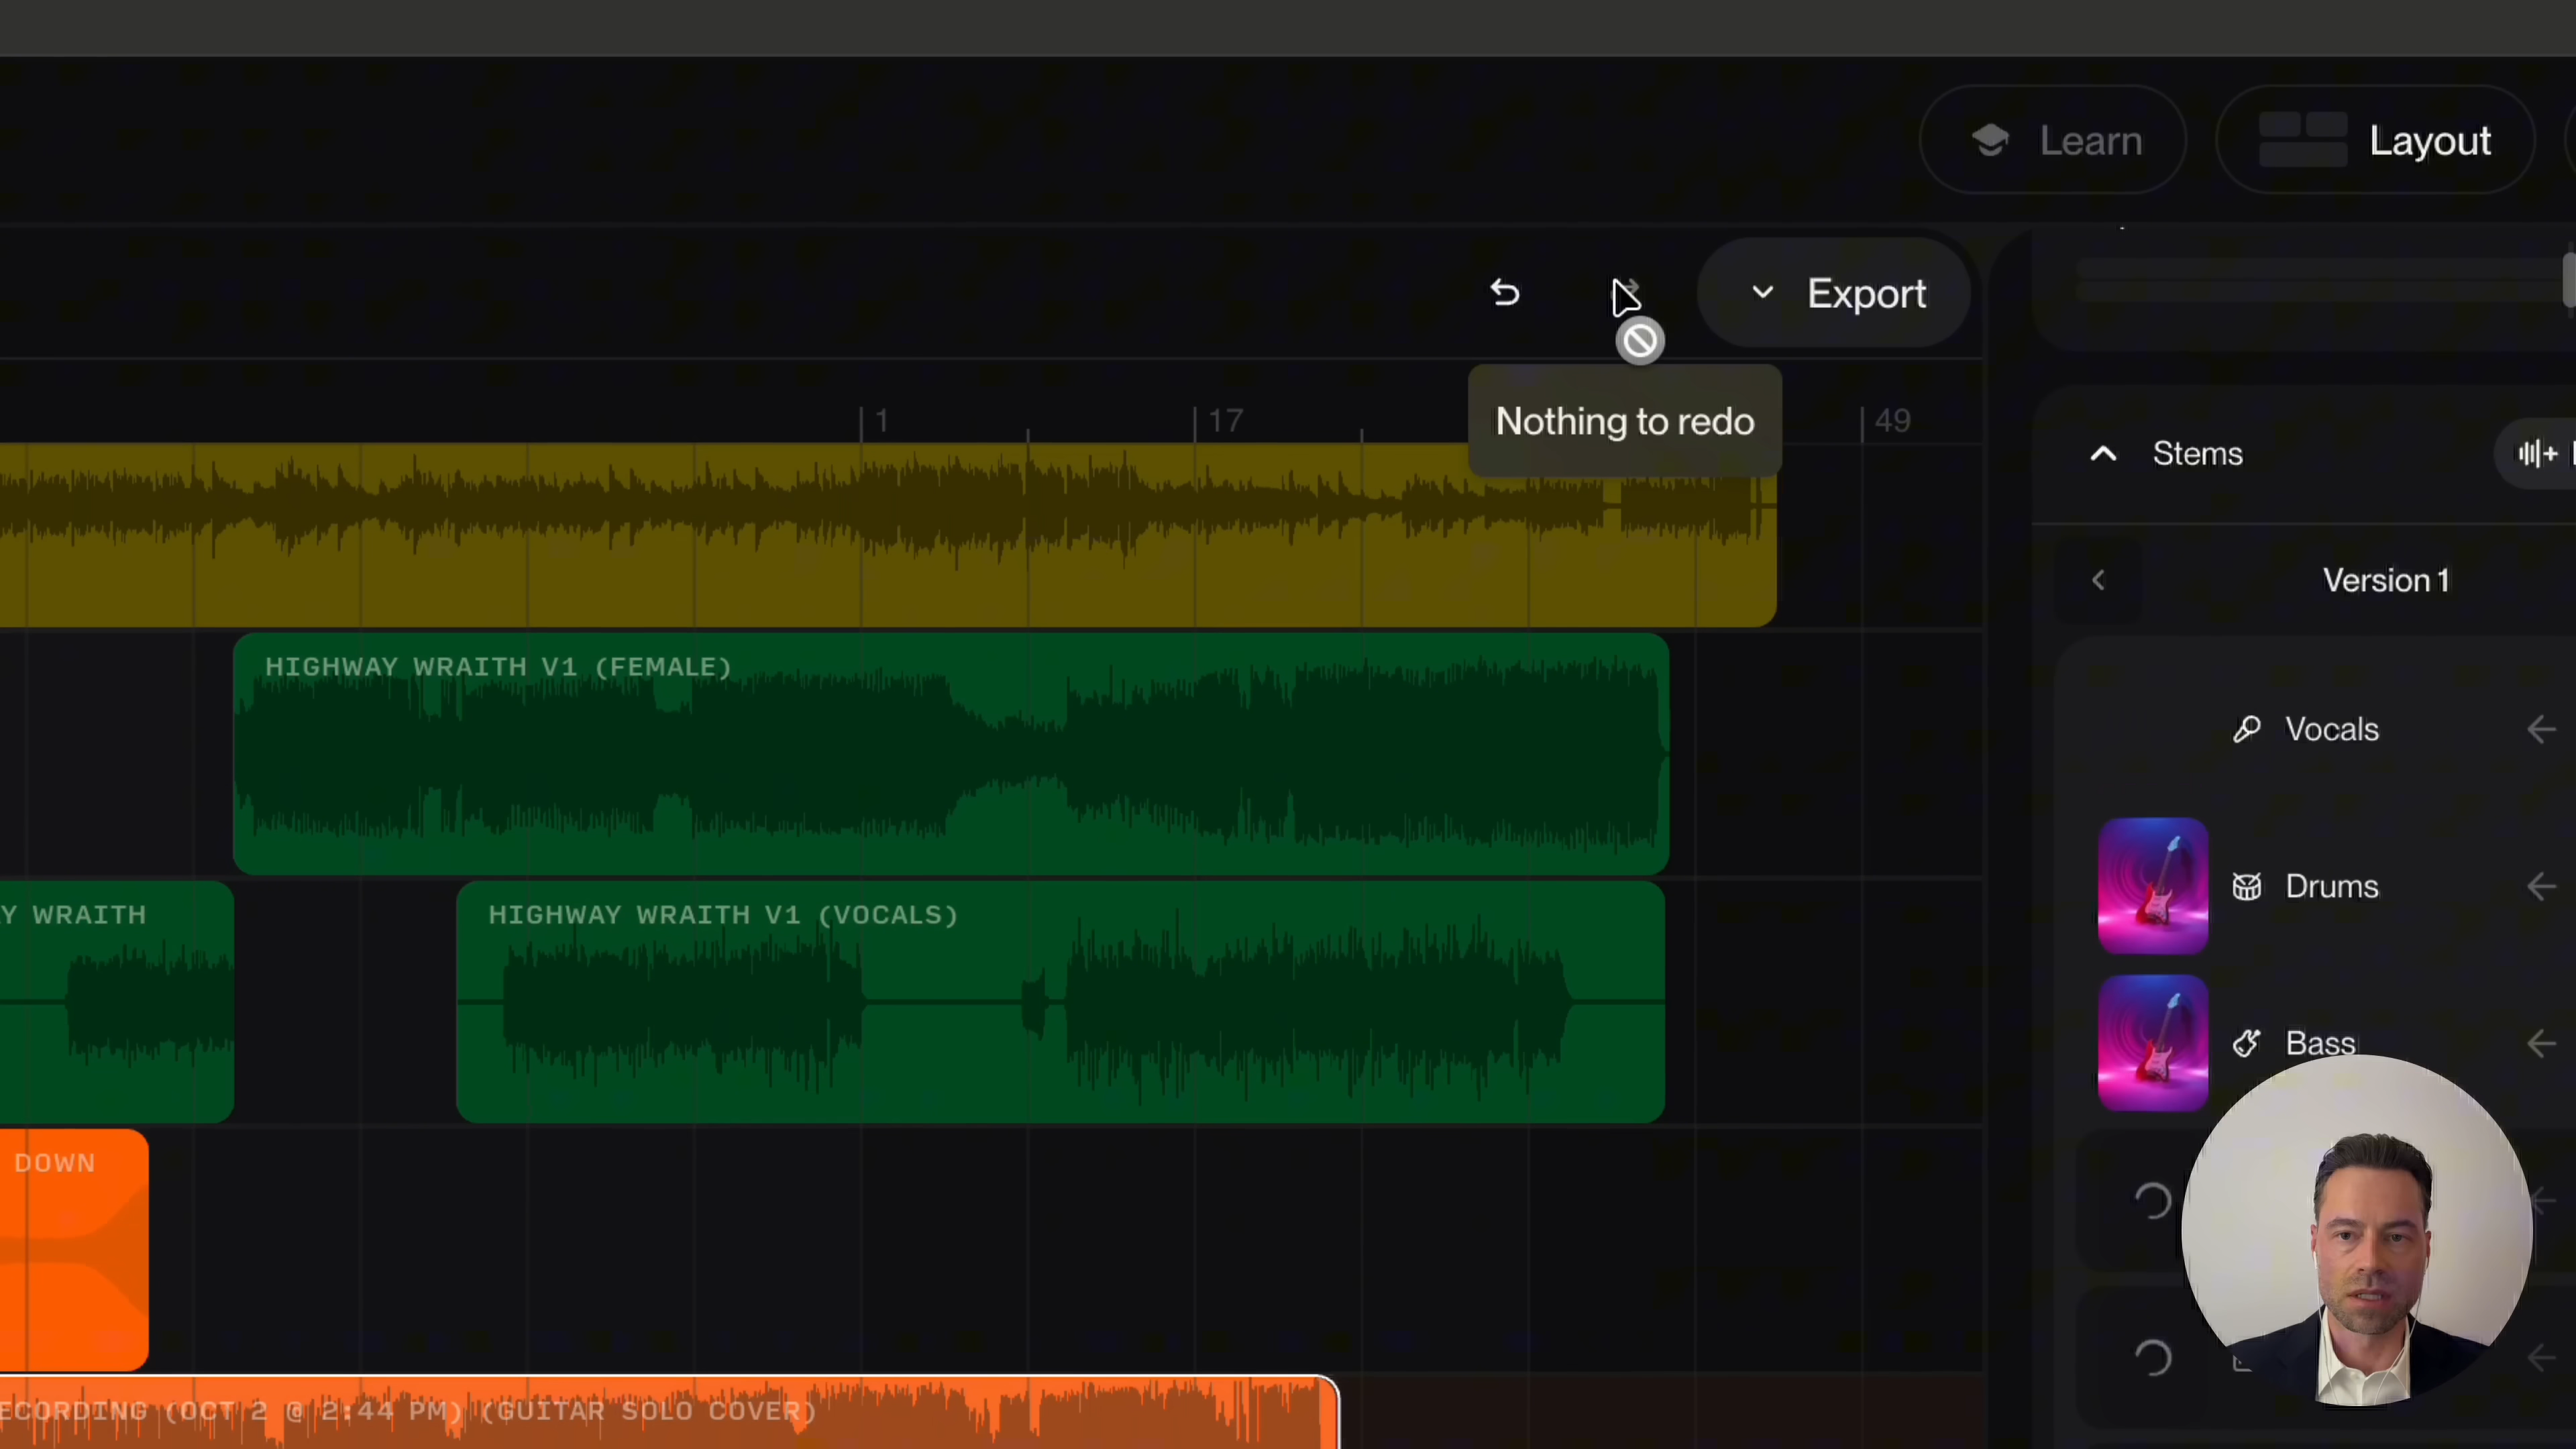 Learn
Layout
Export
Nothing to redo
1
17
49
Stems
Version 1
HIGHWAY WRAITH V1 (FEMALE)
Vocals
WRAITH
HIGHWAY WRAITH V1 (VOCALS)
Drums
Bass
DOWN
(OCT 2 @ 2:44 PM) (GUITAR SOLO COVER)